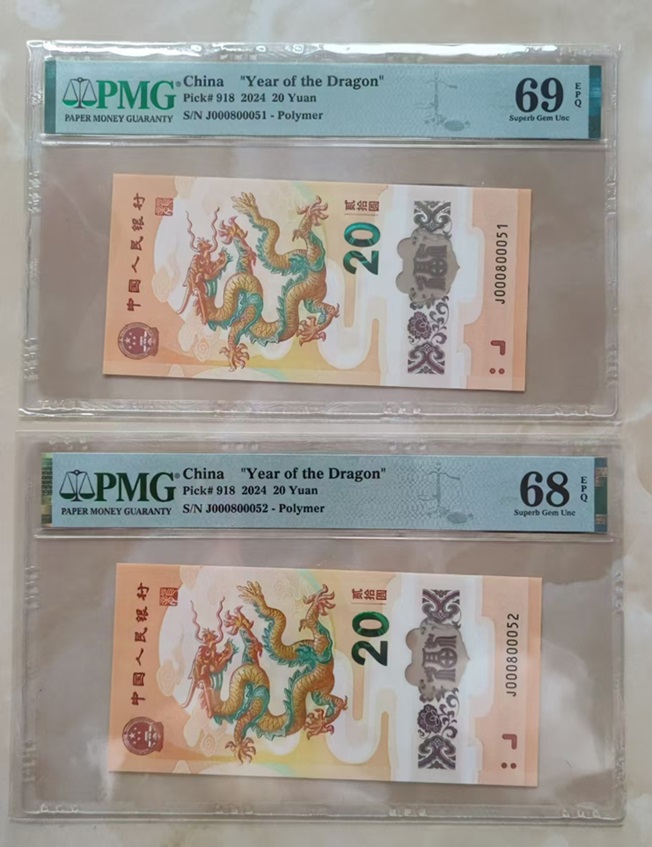 PMG
PAPER MONEY GUARANTY
China "Year of the Dragon"
Pick# 918 2024 20 Yuan
S/N J000800051 - Polymer
69
EPQ
Superb Gem Unc
中国人民银行
贰拾圆
20
J000800051
PMG
PAPER MONEY GUARANTY
China "Year of the Dragon"
Pick# 918 2024 20 Yuan
S/N J000800052 - Polymer
68
EPQ
Superb Gem Unc
中国人民银行
贰拾圆
20
J000800052